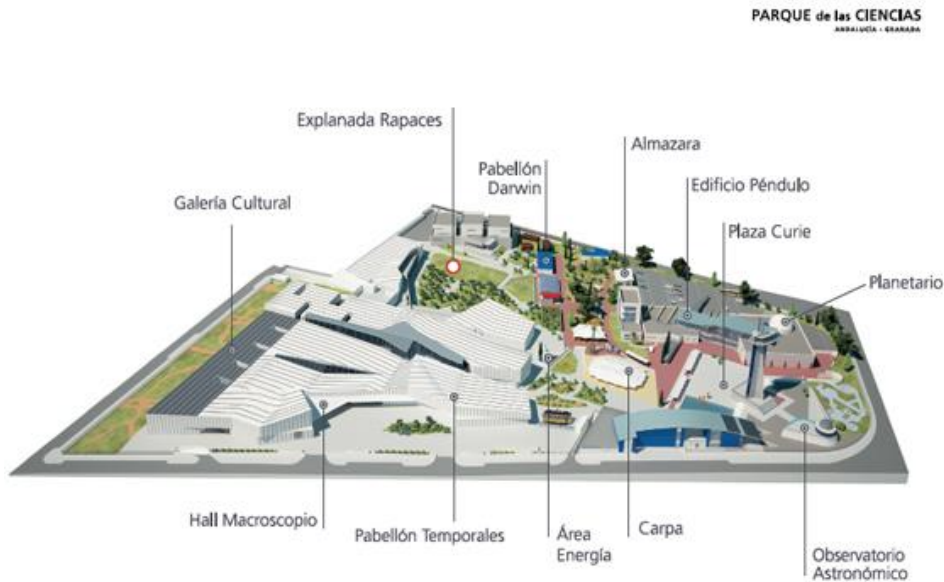 PARQUE de las CIENCIAS
ANDALUCÍA - GRANADA
Explanada Rapaces
Almazara
Pabellón
Darwin
Edificio Péndulo
Galería Cultural
Plaza Curie
Planetario
Hall Macroscopio
Pabellón Temporales
Área
Energía
Carpa
Observatorio
Astronómico